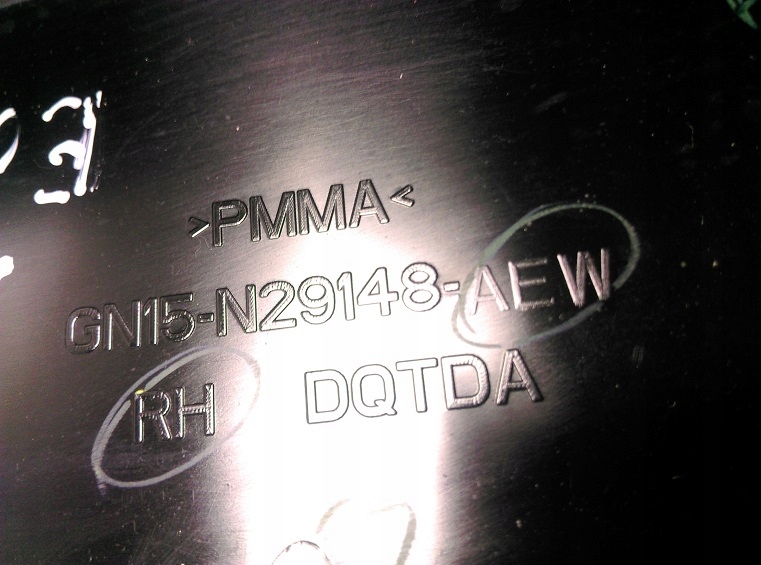 >PMMA<
GN15-N29148-AEW
RH DQTDA